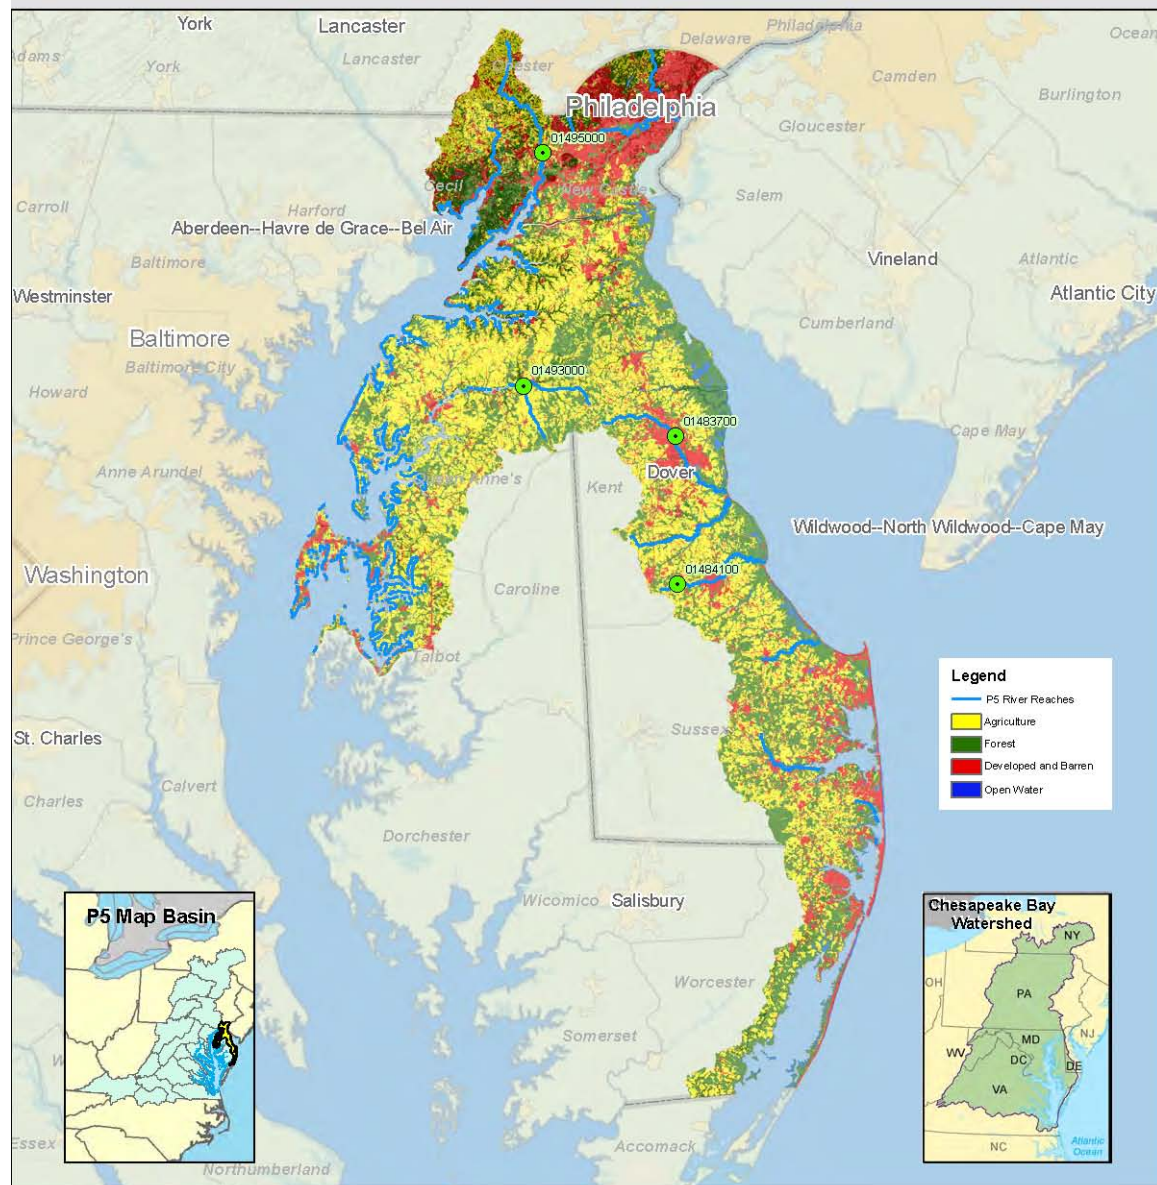 York
Lancaster
Delaware
Philadelphia
Ocean
Adams
York
Lancaster
Chester
Camden
Burlington
Philadelphia
Gloucester
01495000
Cecil
New Castle
Salem
Carroll
Harford
Aberdeen--Havre de Grace--Bel Air
Baltimore
Vineland
Atlantic
Westminster
Atlantic City
Cumberland
Baltimore
Baltimore City
01493000
Howard
01483700
Cape May
Anne Arundel
Queen Anne's
Dover
Kent
Wildwood--North Wildwood--Cape May
01484100
Washington
Caroline
Prince George's
Talbot
Legend
P5 River Reaches
Agriculture
Forest
Developed and Barren
Open Water
St. Charles
Sussex
Calvert
Charles
Dorchester
Wicomico
Salisbury
P5 Map Basin
Chesapeake Bay
Watershed
NY
OH
PA
NJ
MD
WV
DC
DE
VA
NC
Atlantic
Ocean
Worcester
Somerset
Essex
Accomack
Northumberland